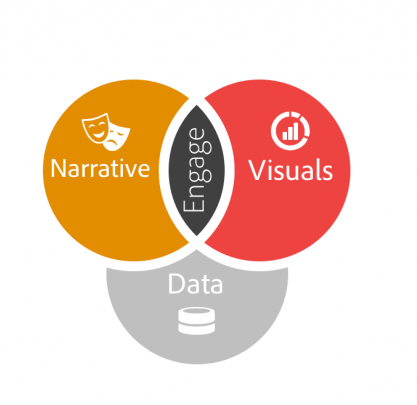 Narrative
Engage
Visuals
Data